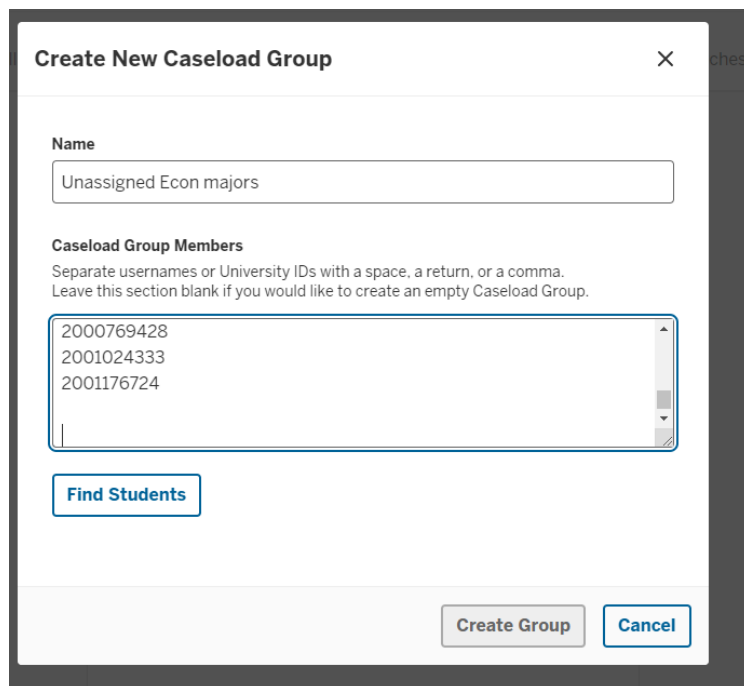 Create New Caseload Group
ches
Name
Unassigned Econ majors
Caseload Group Members
Separate usernames or University IDs with a space, a return, or a comma.
Leave this section blank if you would like to create an empty Caseload Group.
2000769428
2001024333
2001176724
Find Students
Create Group
Cancel